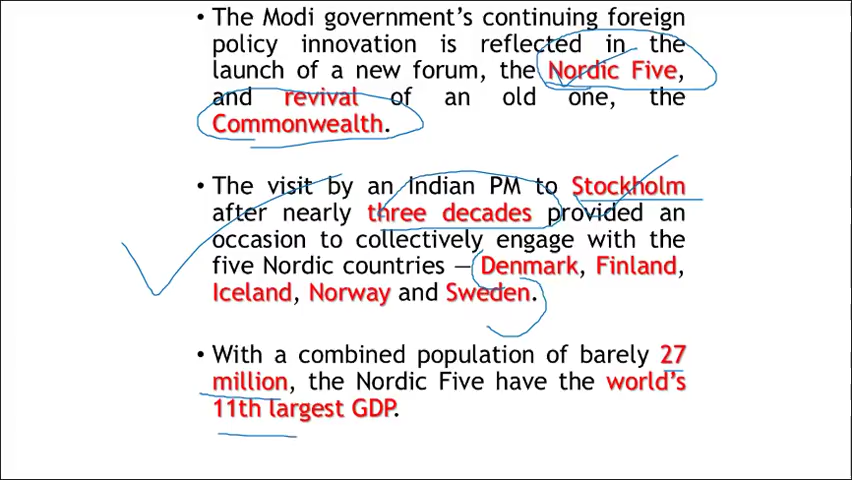 • The Modi government's continuing foreign
policy innovation is reflected in the
launch of a new forum, the Nordic Five,
and revival of an old one, the
Commonwealth.
• The visit by an Indian PM to Stockholm
after nearly three decades provided an
occasion to collectively engage with the
five Nordic countries — Denmark, Finland,
Iceland, Norway and Sweden.
• With a combined population of barely 27
million, the Nordic Five have the world's
11th largest GDP.